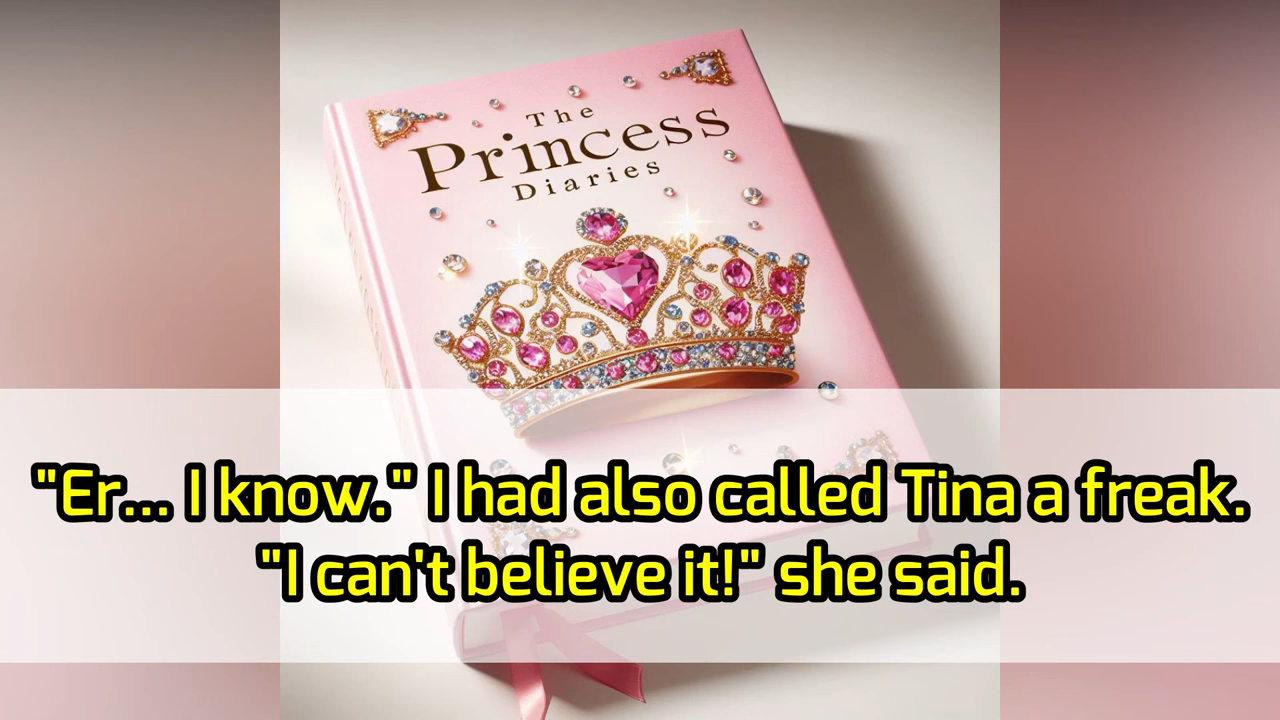 The
Princess
Diaries
"Er... I know." I had also called Tina a freak.
"I can't believe it!" she said.